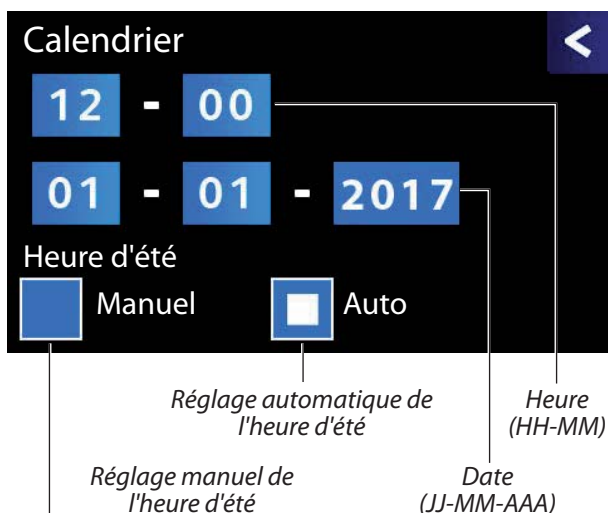 Calendrier <
12 - 00
01 - 01 - 2017
Heure d'été
Manuel Auto
Réglage automatique de
l'heure d'été
Heure
(HH-MM)
Réglage manuel de
l'heure d'été
Date
(JJ-MM-AAA)